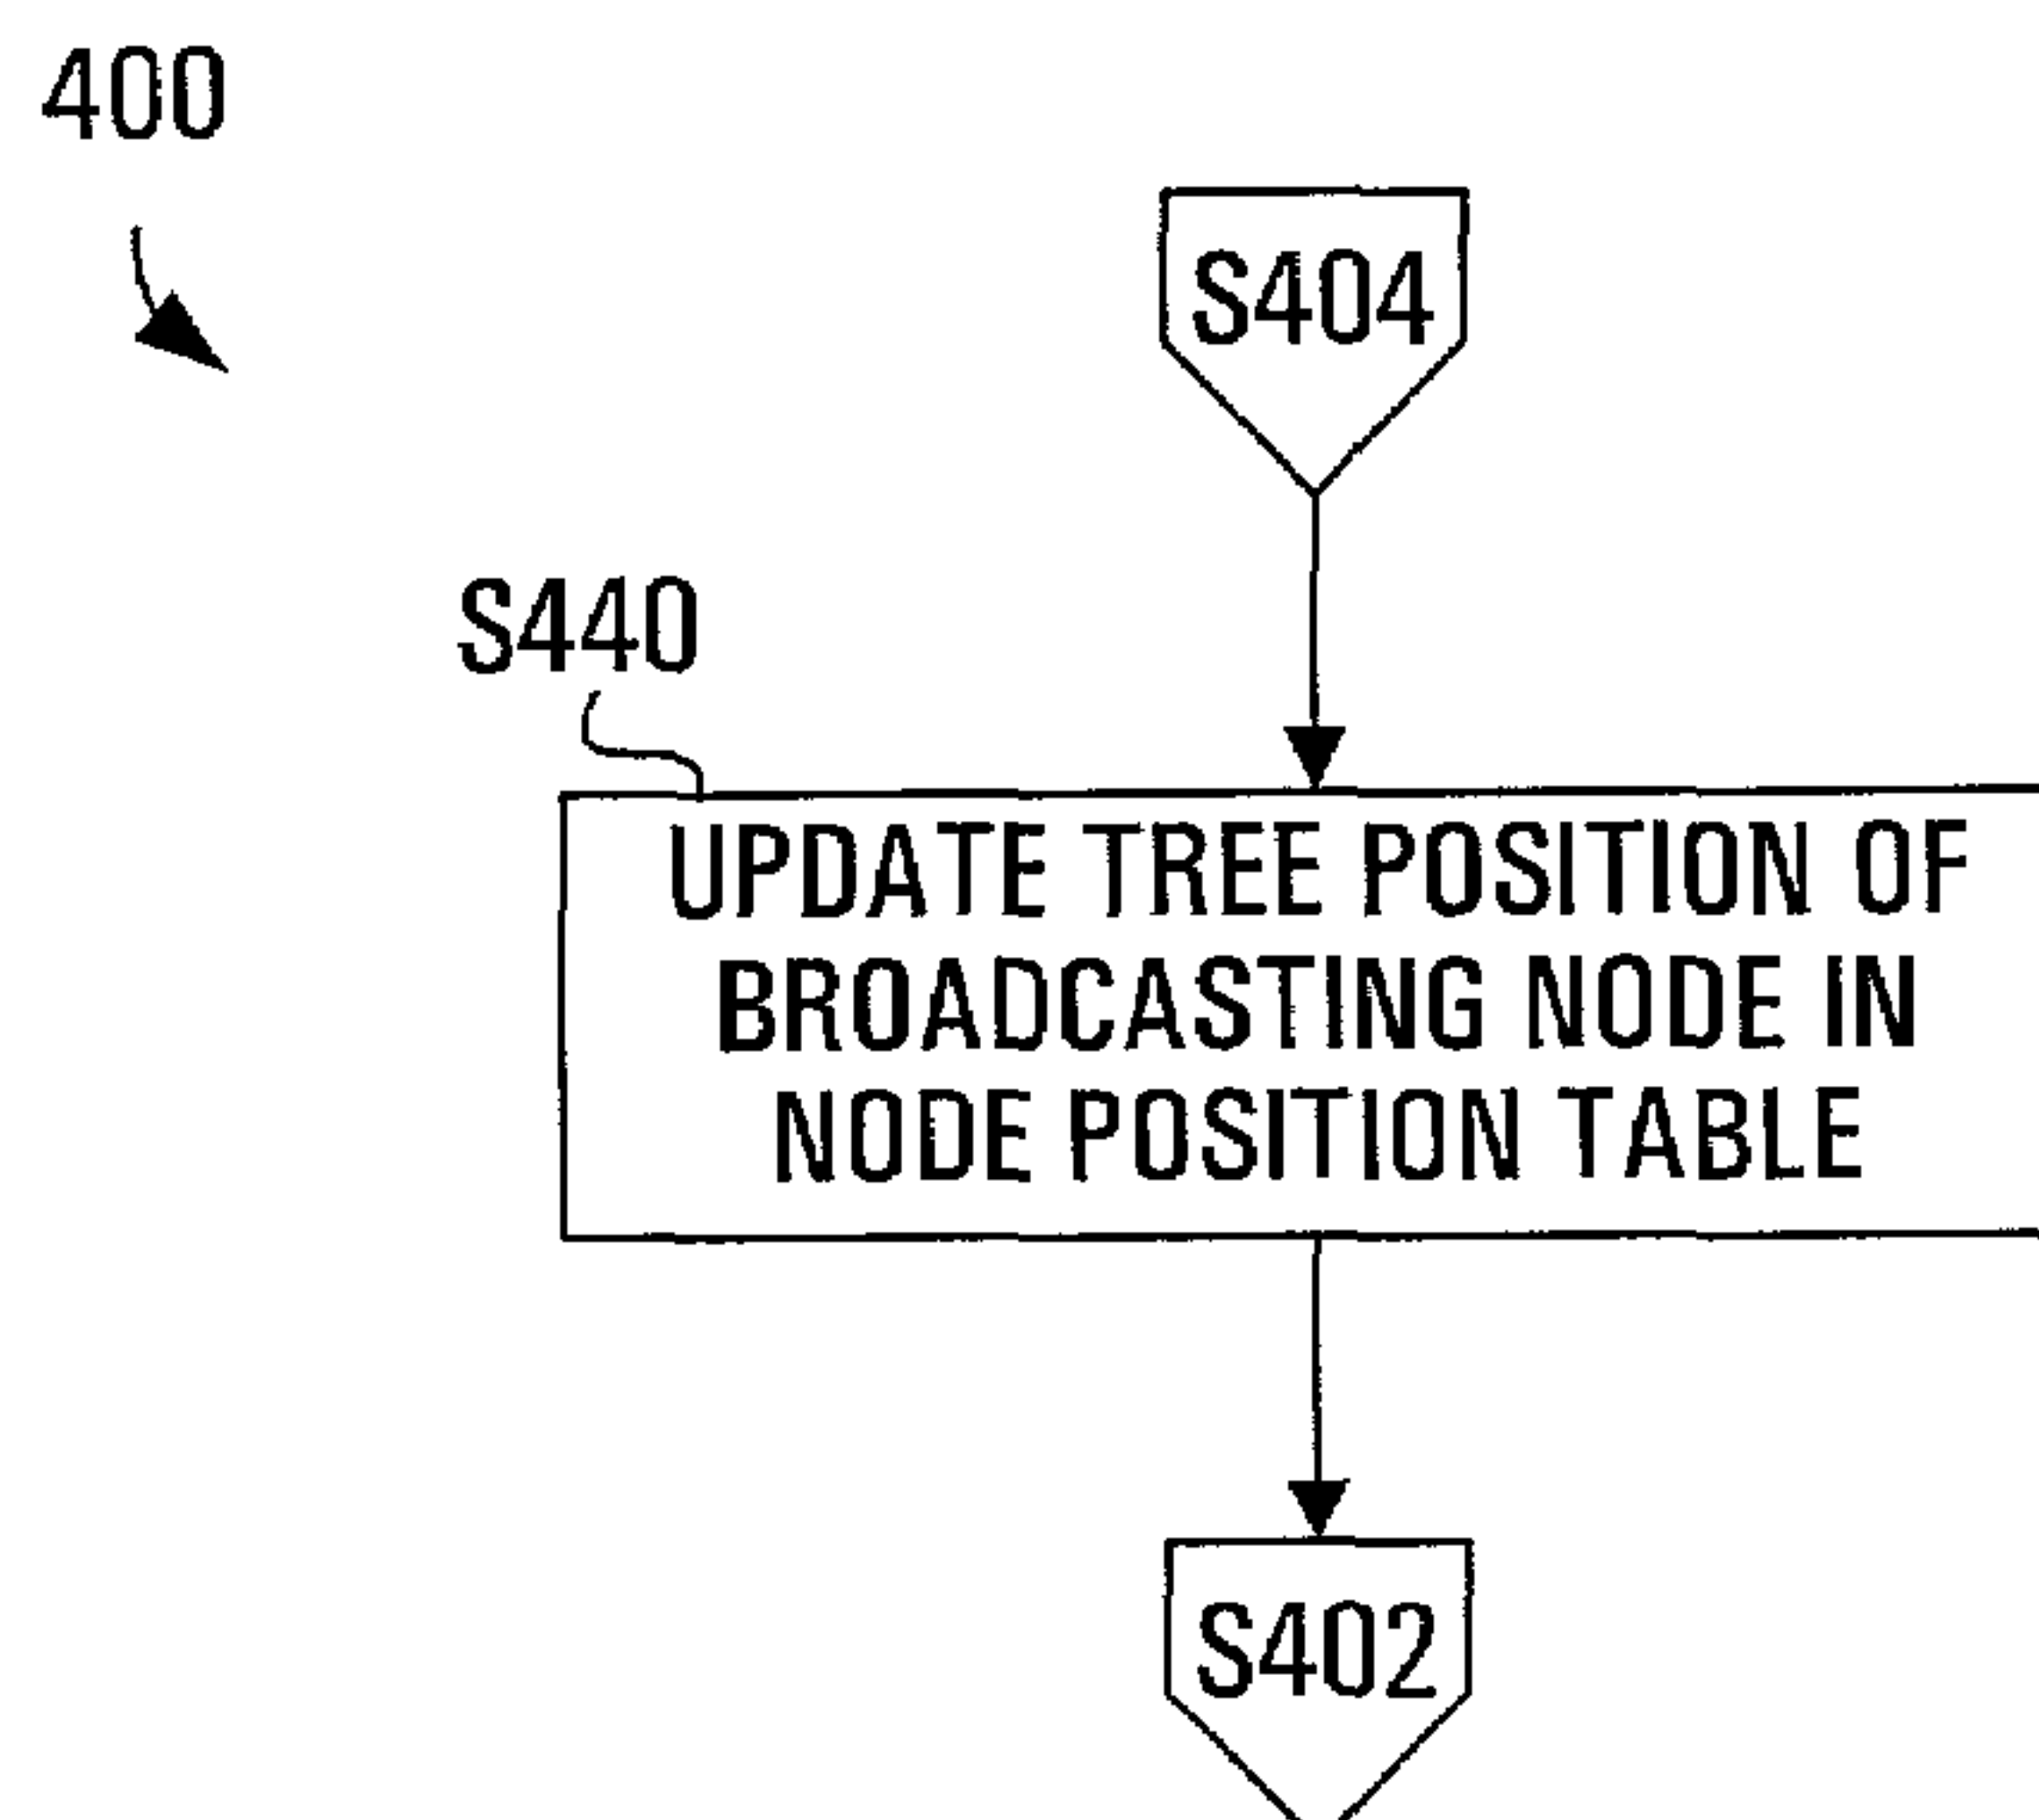 400
S404
S440
UPDATE TREE POSITION OF
BROADCASTING NODE IN
NODE POSITION TABLE
S402